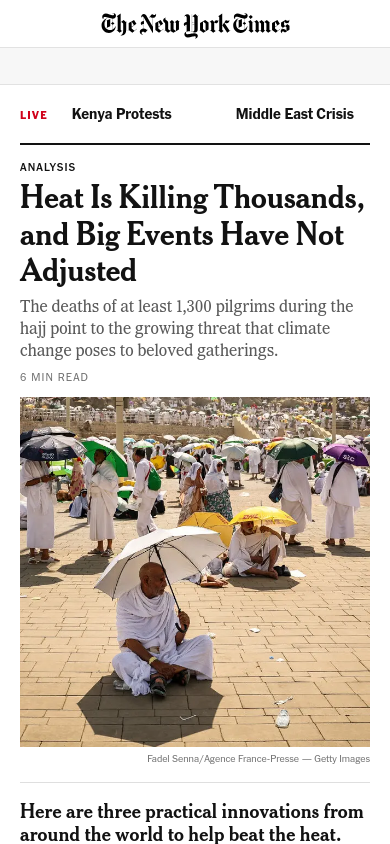 The New York Times
LIVE Kenya Protests Middle East Crisis
ANALYSIS
Heat Is Killing Thousands,
and Big Events Have Not
Adjusted
The deaths of at least 1,300 pilgrims during the
hajj point to the growing threat that climate
change poses to beloved gatherings.
6 MIN READ
Fadel Senna/Agence France-Presse — Getty Images
Here are three practical innovations from
around the world to help beat the heat.